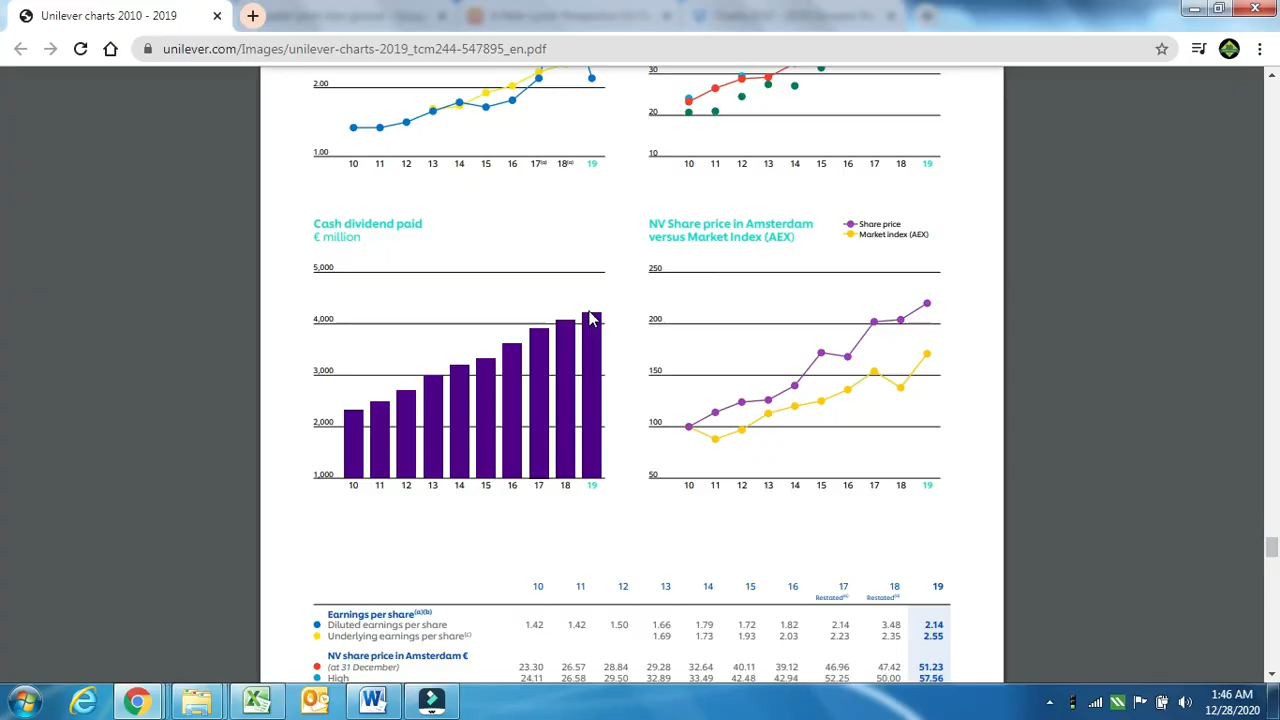 Unilever charts 2010 - 2019
unilever.com/Images/unilever-charts-2019_tcm244-547895_en.pdf
2.00
1.00
10 11 12 13 14 15 16 17(a) 18(a) 19
30
20
10
10 11 12 13 14 15 16 17 18 19
Cash dividend paid
€ million
5,000
4,000
3,000
2,000
1,000
10 11 12 13 14 15 16 17 18 19
NV Share price in Amsterdam
versus Market Index (AEX)
Share price
Market index (AEX)
250
200
150
100
50
10 11 12 13 14 15 16 17 18 19
10 11 12 13 14 15 16 17 18 19
Earnings per share(a)(b)
Diluted earnings per share 1.42 1.42 1.50 1.66 1.79 1.72 1.82 2.14 3.48 2.14
Underlying earnings per share(c) 1.69 1.73 1.93 2.03 2.23 2.35 2.55
NV share price in Amsterdam €
(at 31 December) 23.30 26.57 28.84 29.28 32.64 40.11 39.12 46.96 47.42 51.23
High 24.11 26.58 29.50 32.89 33.49 42.48 42.94 52.25 50.00 57.56
1:46 AM
12/28/2020